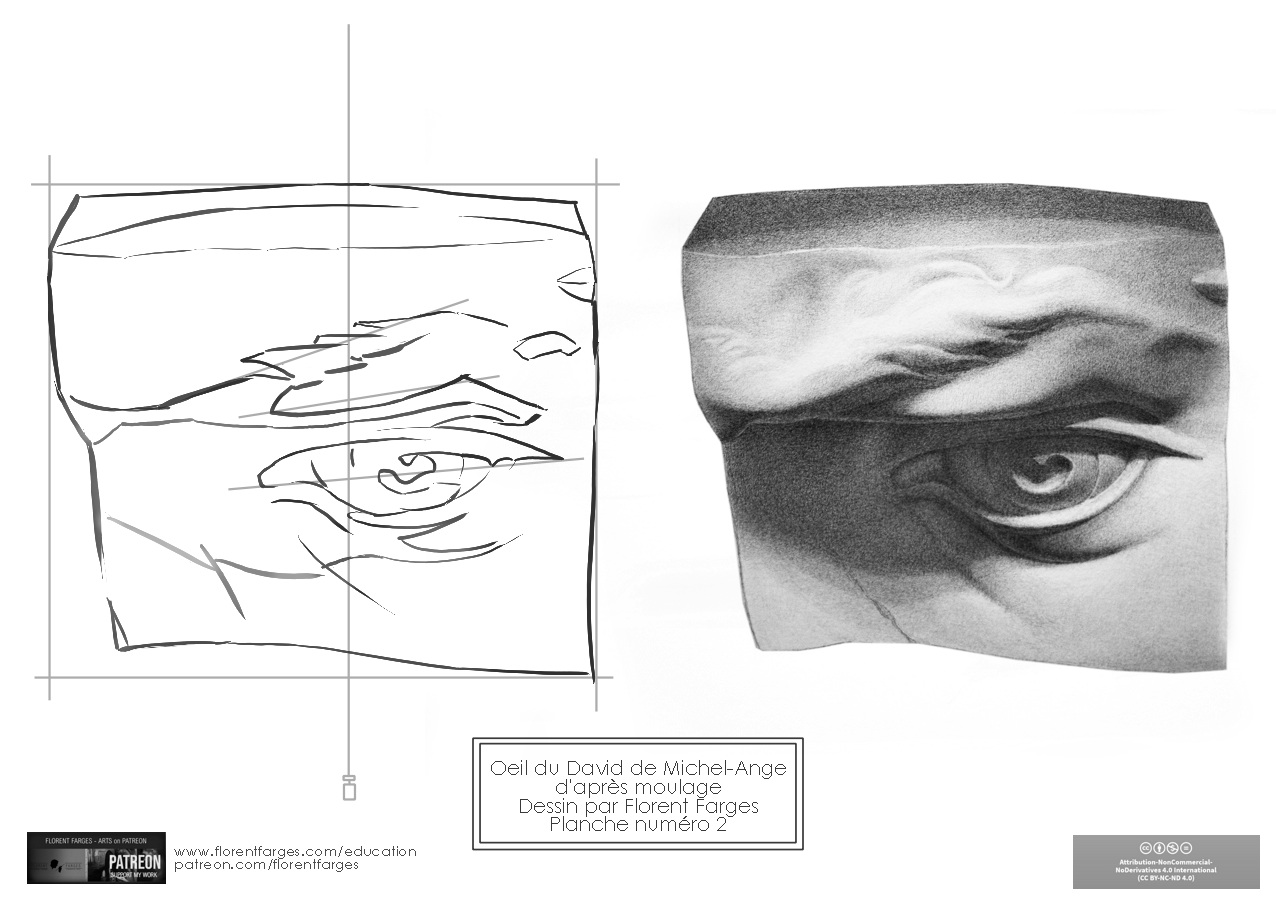 Oeil du David de Michel-Ange
d'après moulage
Dessin par Florent Farges
Planche numéro 2
FLORENT FARGES - ARTS on PATREON
PATREON
SUPPORT MY WORK
www.florentfarges.com/education
patreon.com/florentfarges
Attribution-NonCommercial-
NoDerivatives 4.0 International
(CC BY-NC-ND 4.0)